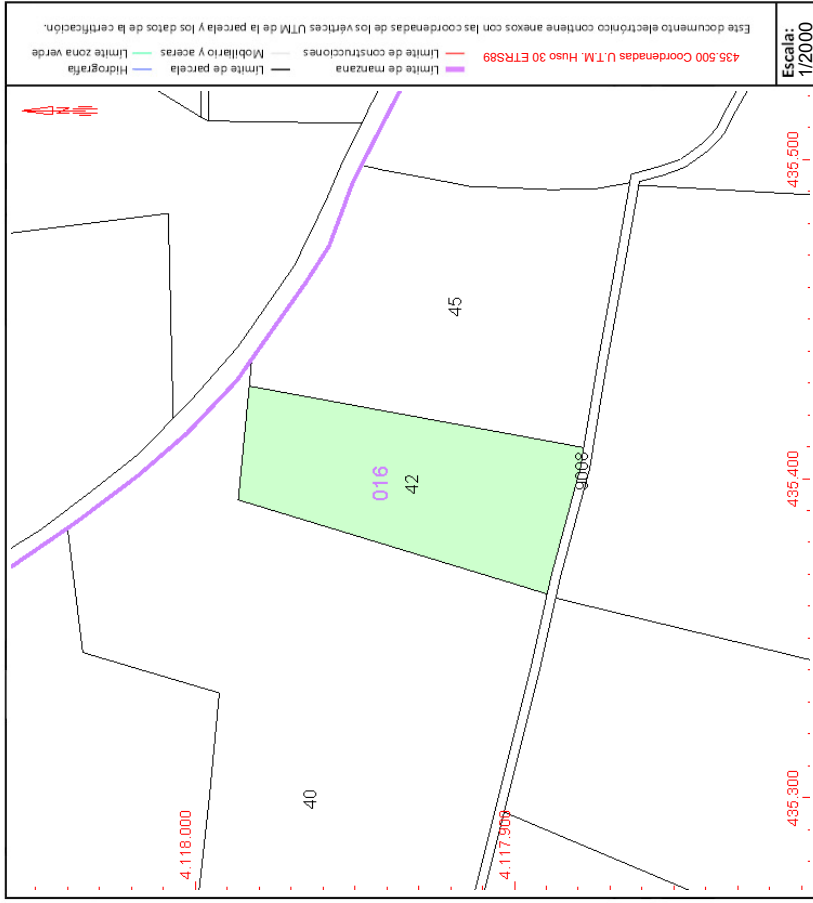 Este documento electrónico contiene anexos con las coordenadas de los vértices UTM de la parcela y los datos de la certificación.
435.500 Coordenadas U.T.M. Huso 30 ETRS89
Límite de manzana
Límite de construcciones
Límite de parcela
Mobiliario y aceras
Hidrografía
Límite zona verde
Escala:
1/2000
435.500
45
016
42
9008
435.400
40
4.118.000
4.117.900
435.300